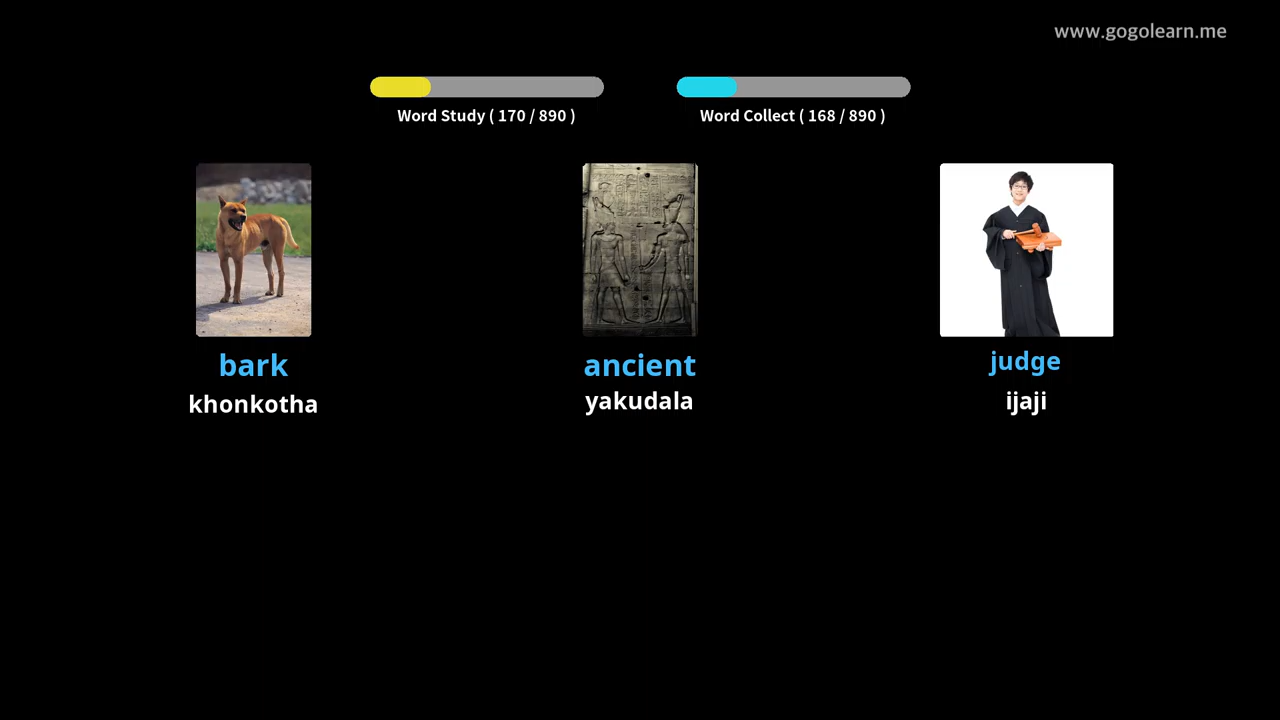 www.gogolearn.me
Word Study ( 170 / 890 )
Word Collect ( 168 / 890 )
bark
khonkotha
ancient
yakudala
judge
ijaji